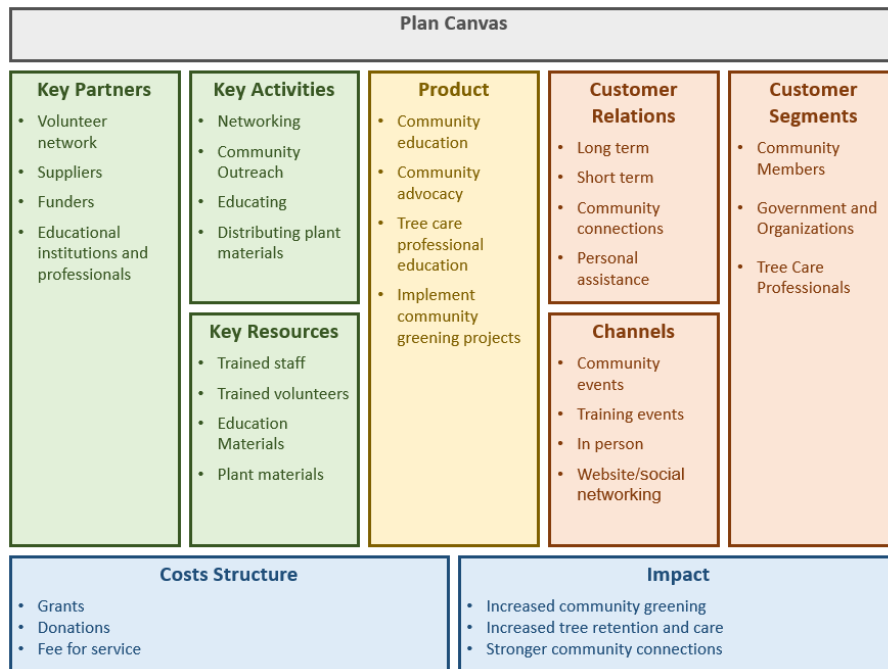 Plan Canvas
Key Partners
• Volunteer
network
• Suppliers
• Funders
• Educational
institutions and
professionals
Key Activities
• Networking
• Community
Outreach
• Educating
• Distributing plant
materials
Key Resources
• Trained staff
• Trained volunteers
• Education
Materials
• Plant materials
Product
• Community
education
• Community
advocacy
• Tree care
professional
education
• Implement
community
greening projects
Customer
Relations
• Long term
• Short term
• Community
connections
• Personal
assistance
Channels
• Community
events
• Training events
• In person
• Website/social
networking
Customer
Segments
• Community
Members
• Government and
Organizations
• Tree Care
Professionals
Costs Structure
• Grants
• Donations
• Fee for service
Impact
• Increased community greening
• Increased tree retention and care
• Stronger community connections